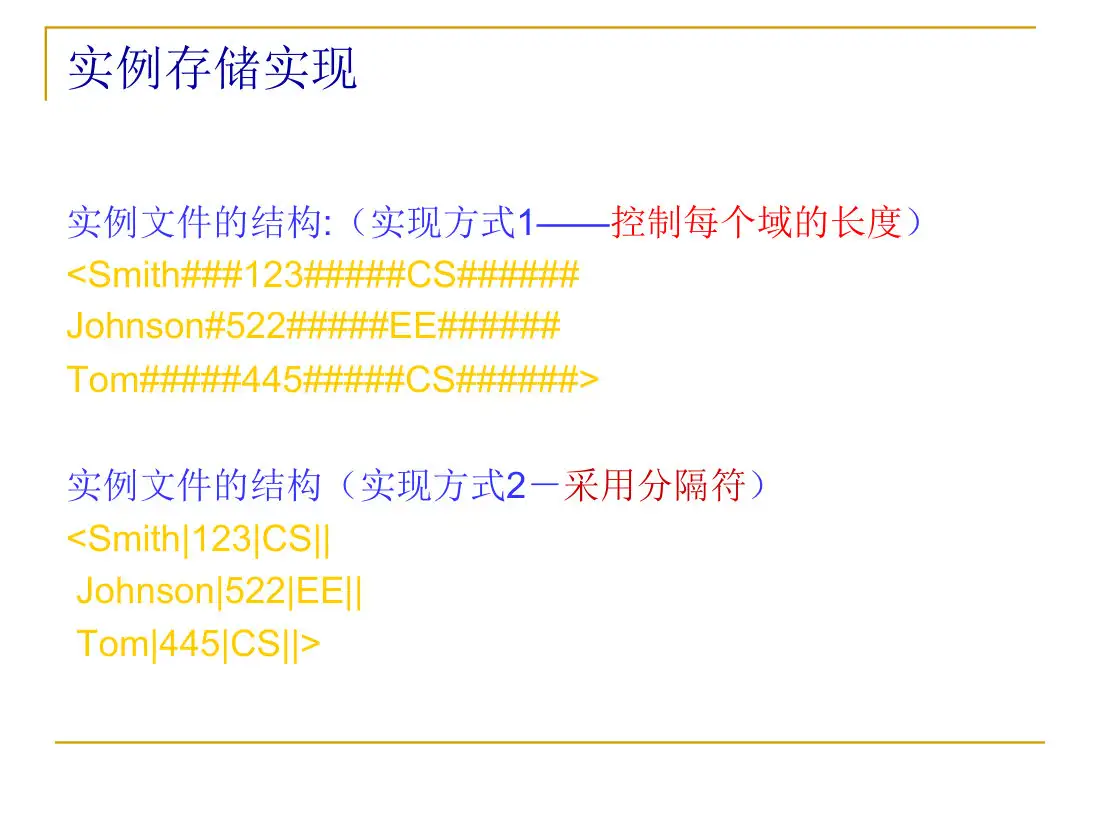 实例存储实现
实例文件的结构:（实现方式1——控制每个域的长度）
<Smith###123#####CS######
Johnson#522#####EE######
Tom#####445#####CS######>
实例文件的结构（实现方式2－采用分隔符）
<Smith|123|CS||
Johnson|522|EE||
Tom|445|CS||>